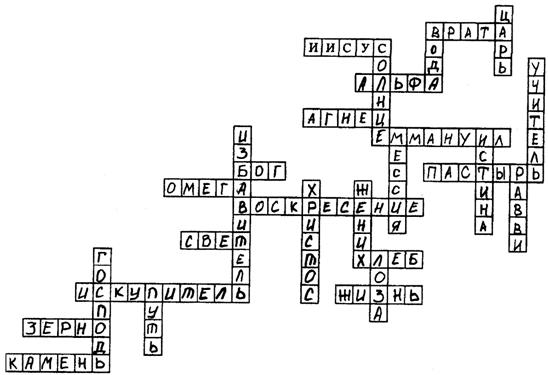 ЦАРЬ
ВРАТА
ВОДА
ИИСУС
СОЛНЦЕ
УЧИТЕЛЬ
АЛЬФА
АГНЕЦ
ЕММАНУИЛ
ИЗБАВИТЕЛЬ
МЕССИЯ
ИСТИНА
БОГ
ПАСТЫРЬ
РАВВИ
ОМЕГА
ХРИСТОС
ЖЕНИХ
ВОСКРЕСЕНИЕ
СВЕТ
ГОСПОДЬ
ХЛЕБ
ЛОЗА
ИСКУПИТЕЛЬ
ПУТЬ
ЖИЗНЬ
ЗЕРНО
КАМЕНЬ